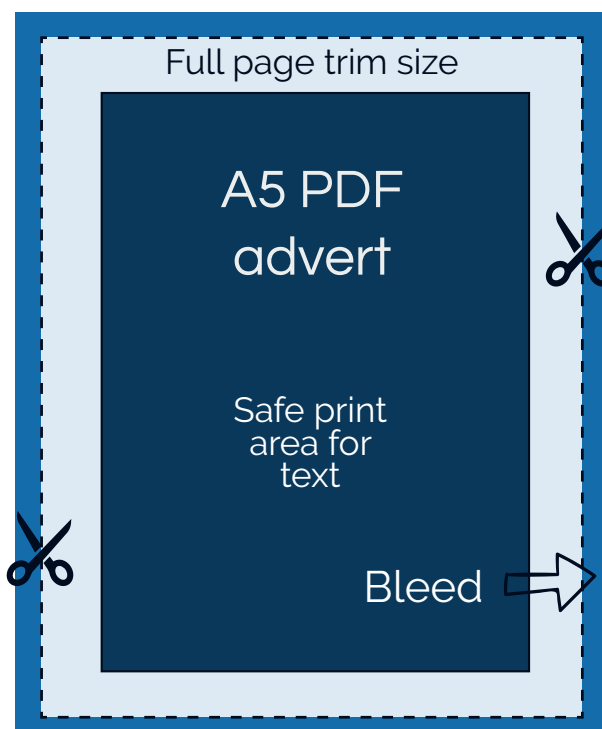 Full page trim size
A5 PDF
advert
Safe print
area for
text
Bleed